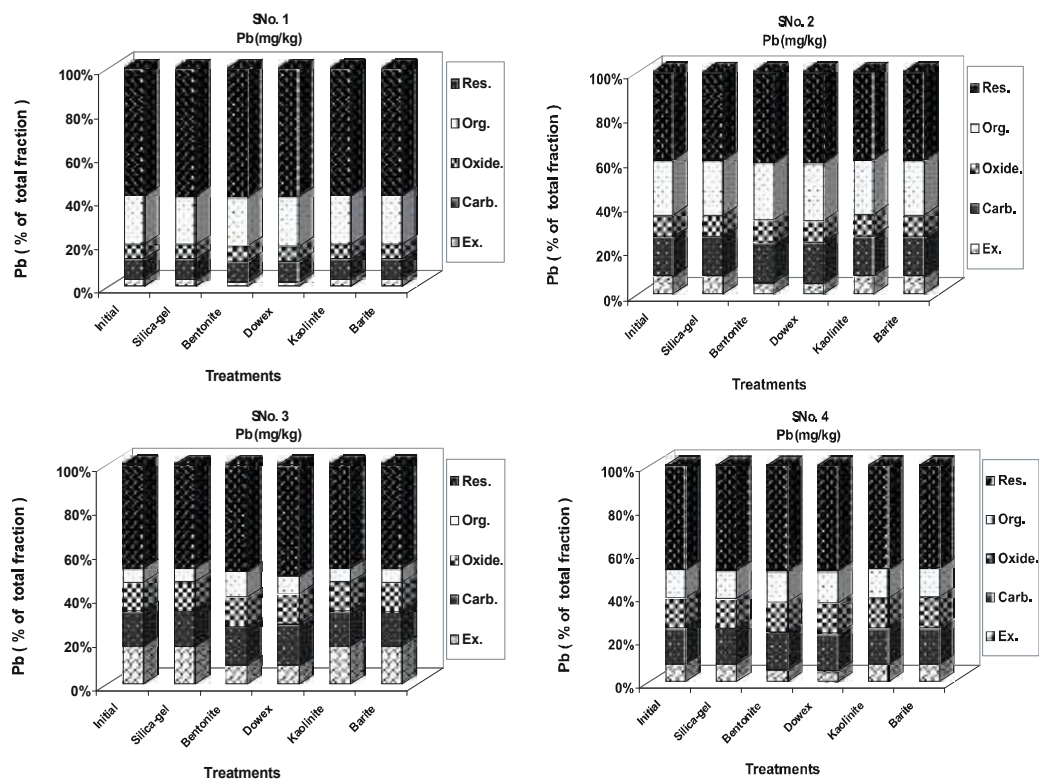 SNo. 1
Pb(mg/kg)
Pb ( % of total fraction )
100%
80%
60%
40%
20%
0%
Initial
Silica-gel
Bentonite
Dowex
Kaolinite
Barite
Treatments
Res.
Org.
Oxide.
Carb.
Ex.
SNo. 2
Pb(mg/kg)
Pb ( % of total fraction )
100%
80%
60%
40%
20%
0%
Initial
Silica-gel
Bentonite
Dowex
Kaolinite
Barite
Treatments
Res.
Org.
Oxide.
Carb.
Ex.
SNo. 3
Pb(mg/kg)
Pb ( % of total fraction )
100%
80%
60%
40%
20%
0%
Initial
Silica-gel
Bentonite
Dowex
Kaolinite
Barite
Treatments
Res.
Org.
Oxide.
Carb.
Ex.
SNo. 4
Pb(mg/kg)
Pb ( % of total fraction )
100%
80%
60%
40%
20%
0%
Initial
Silica-gel
Bentonite
Dowex
Kaolinite
Barite
Treatments
Res.
Org.
Oxide.
Carb.
Ex.